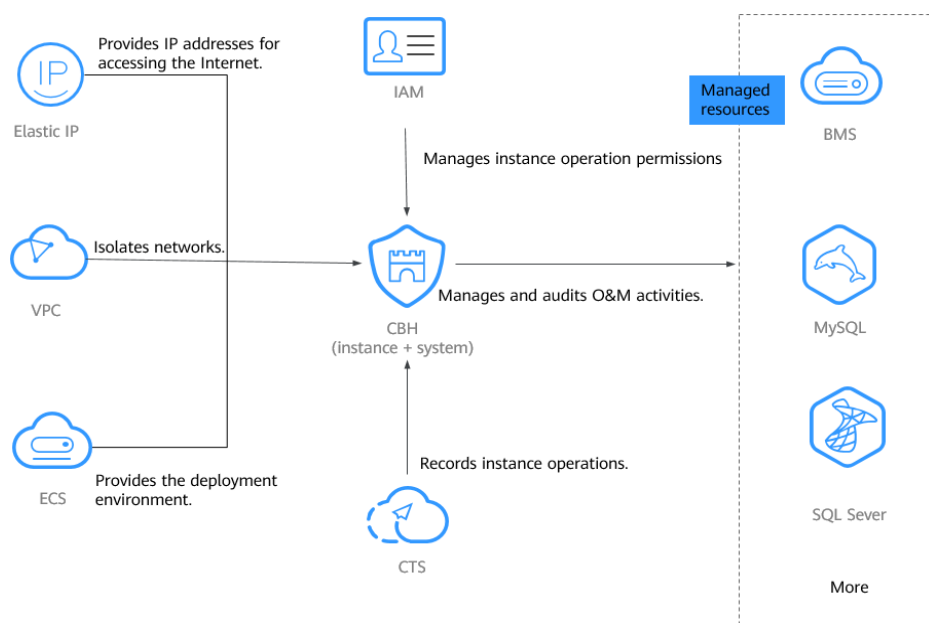 Provides IP addresses for
accessing the Internet.
IP
Elastic IP
IAM
Managed
resources
BMS
Manages instance operation permissions
Isolates networks.
VPC
Manages and audits O&M activities.
CBH
(instance + system)
MySQL
Records instance operations.
Provides the deployment
environment.
ECS
CTS
SQL Sever
More